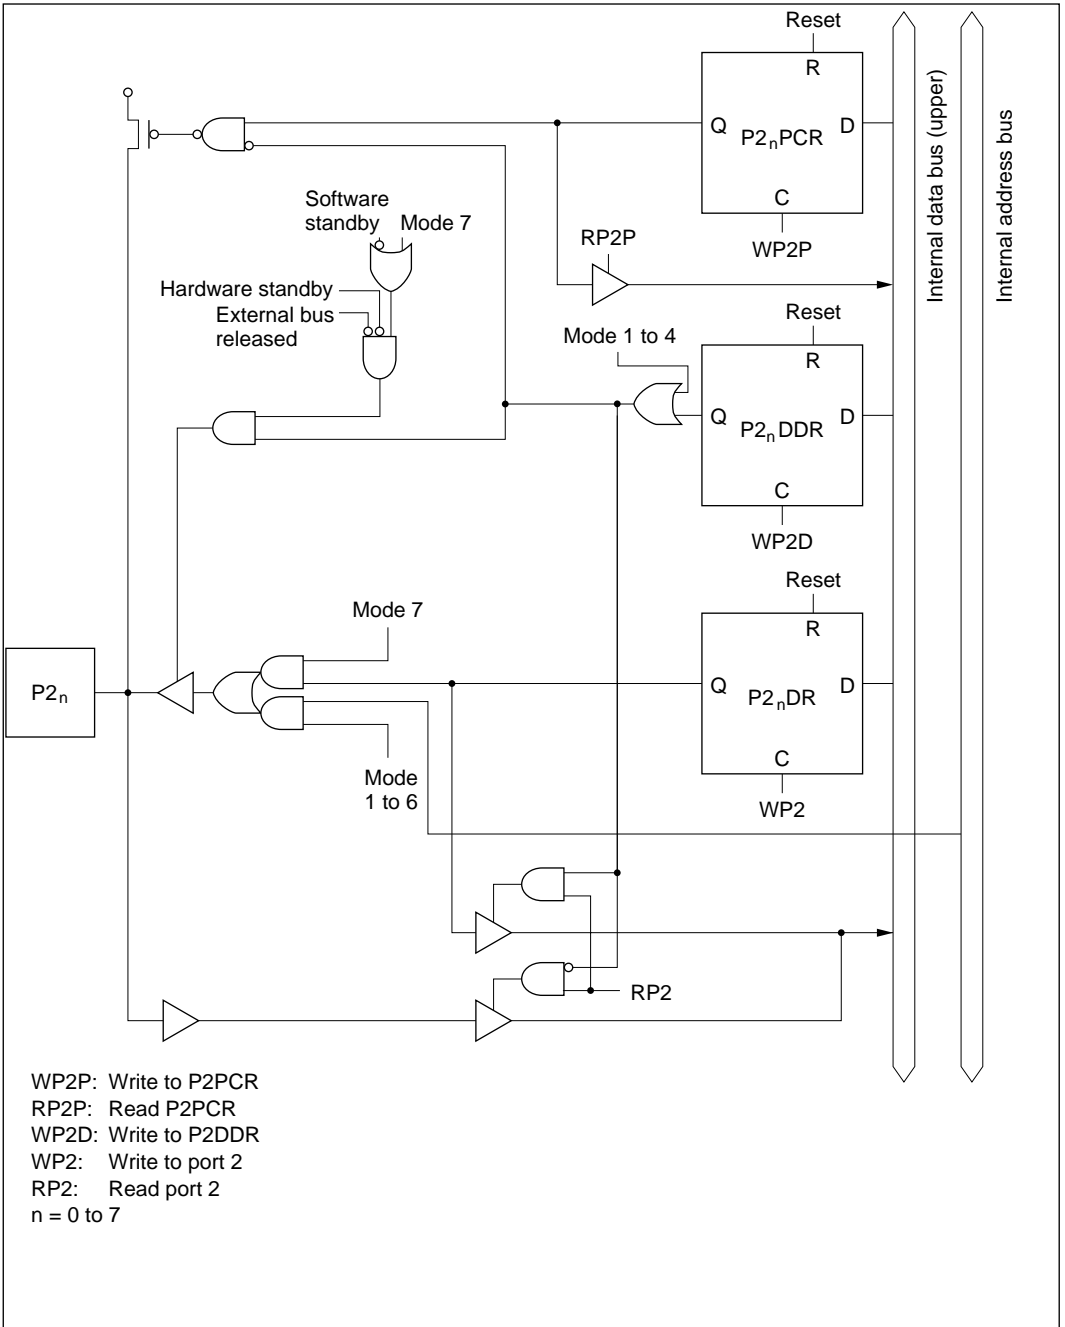 Reset
R
Q
P2nPCR
D
C
WP2P
Internal data bus (upper)
Internal address bus
Software
standby
Mode 7
RP2P
Hardware standby
External bus
released
Mode 1 to 4
Reset
R
Q
P2nDDR
D
C
WP2D
Mode 7
Reset
R
P2n
Q
P2nDR
D
C
WP2
Mode
1 to 6
RP2
WP2P: Write to P2PCR
RP2P: Read P2PCR
WP2D: Write to P2DDR
WP2: Write to port 2
RP2: Read port 2
n = 0 to 7